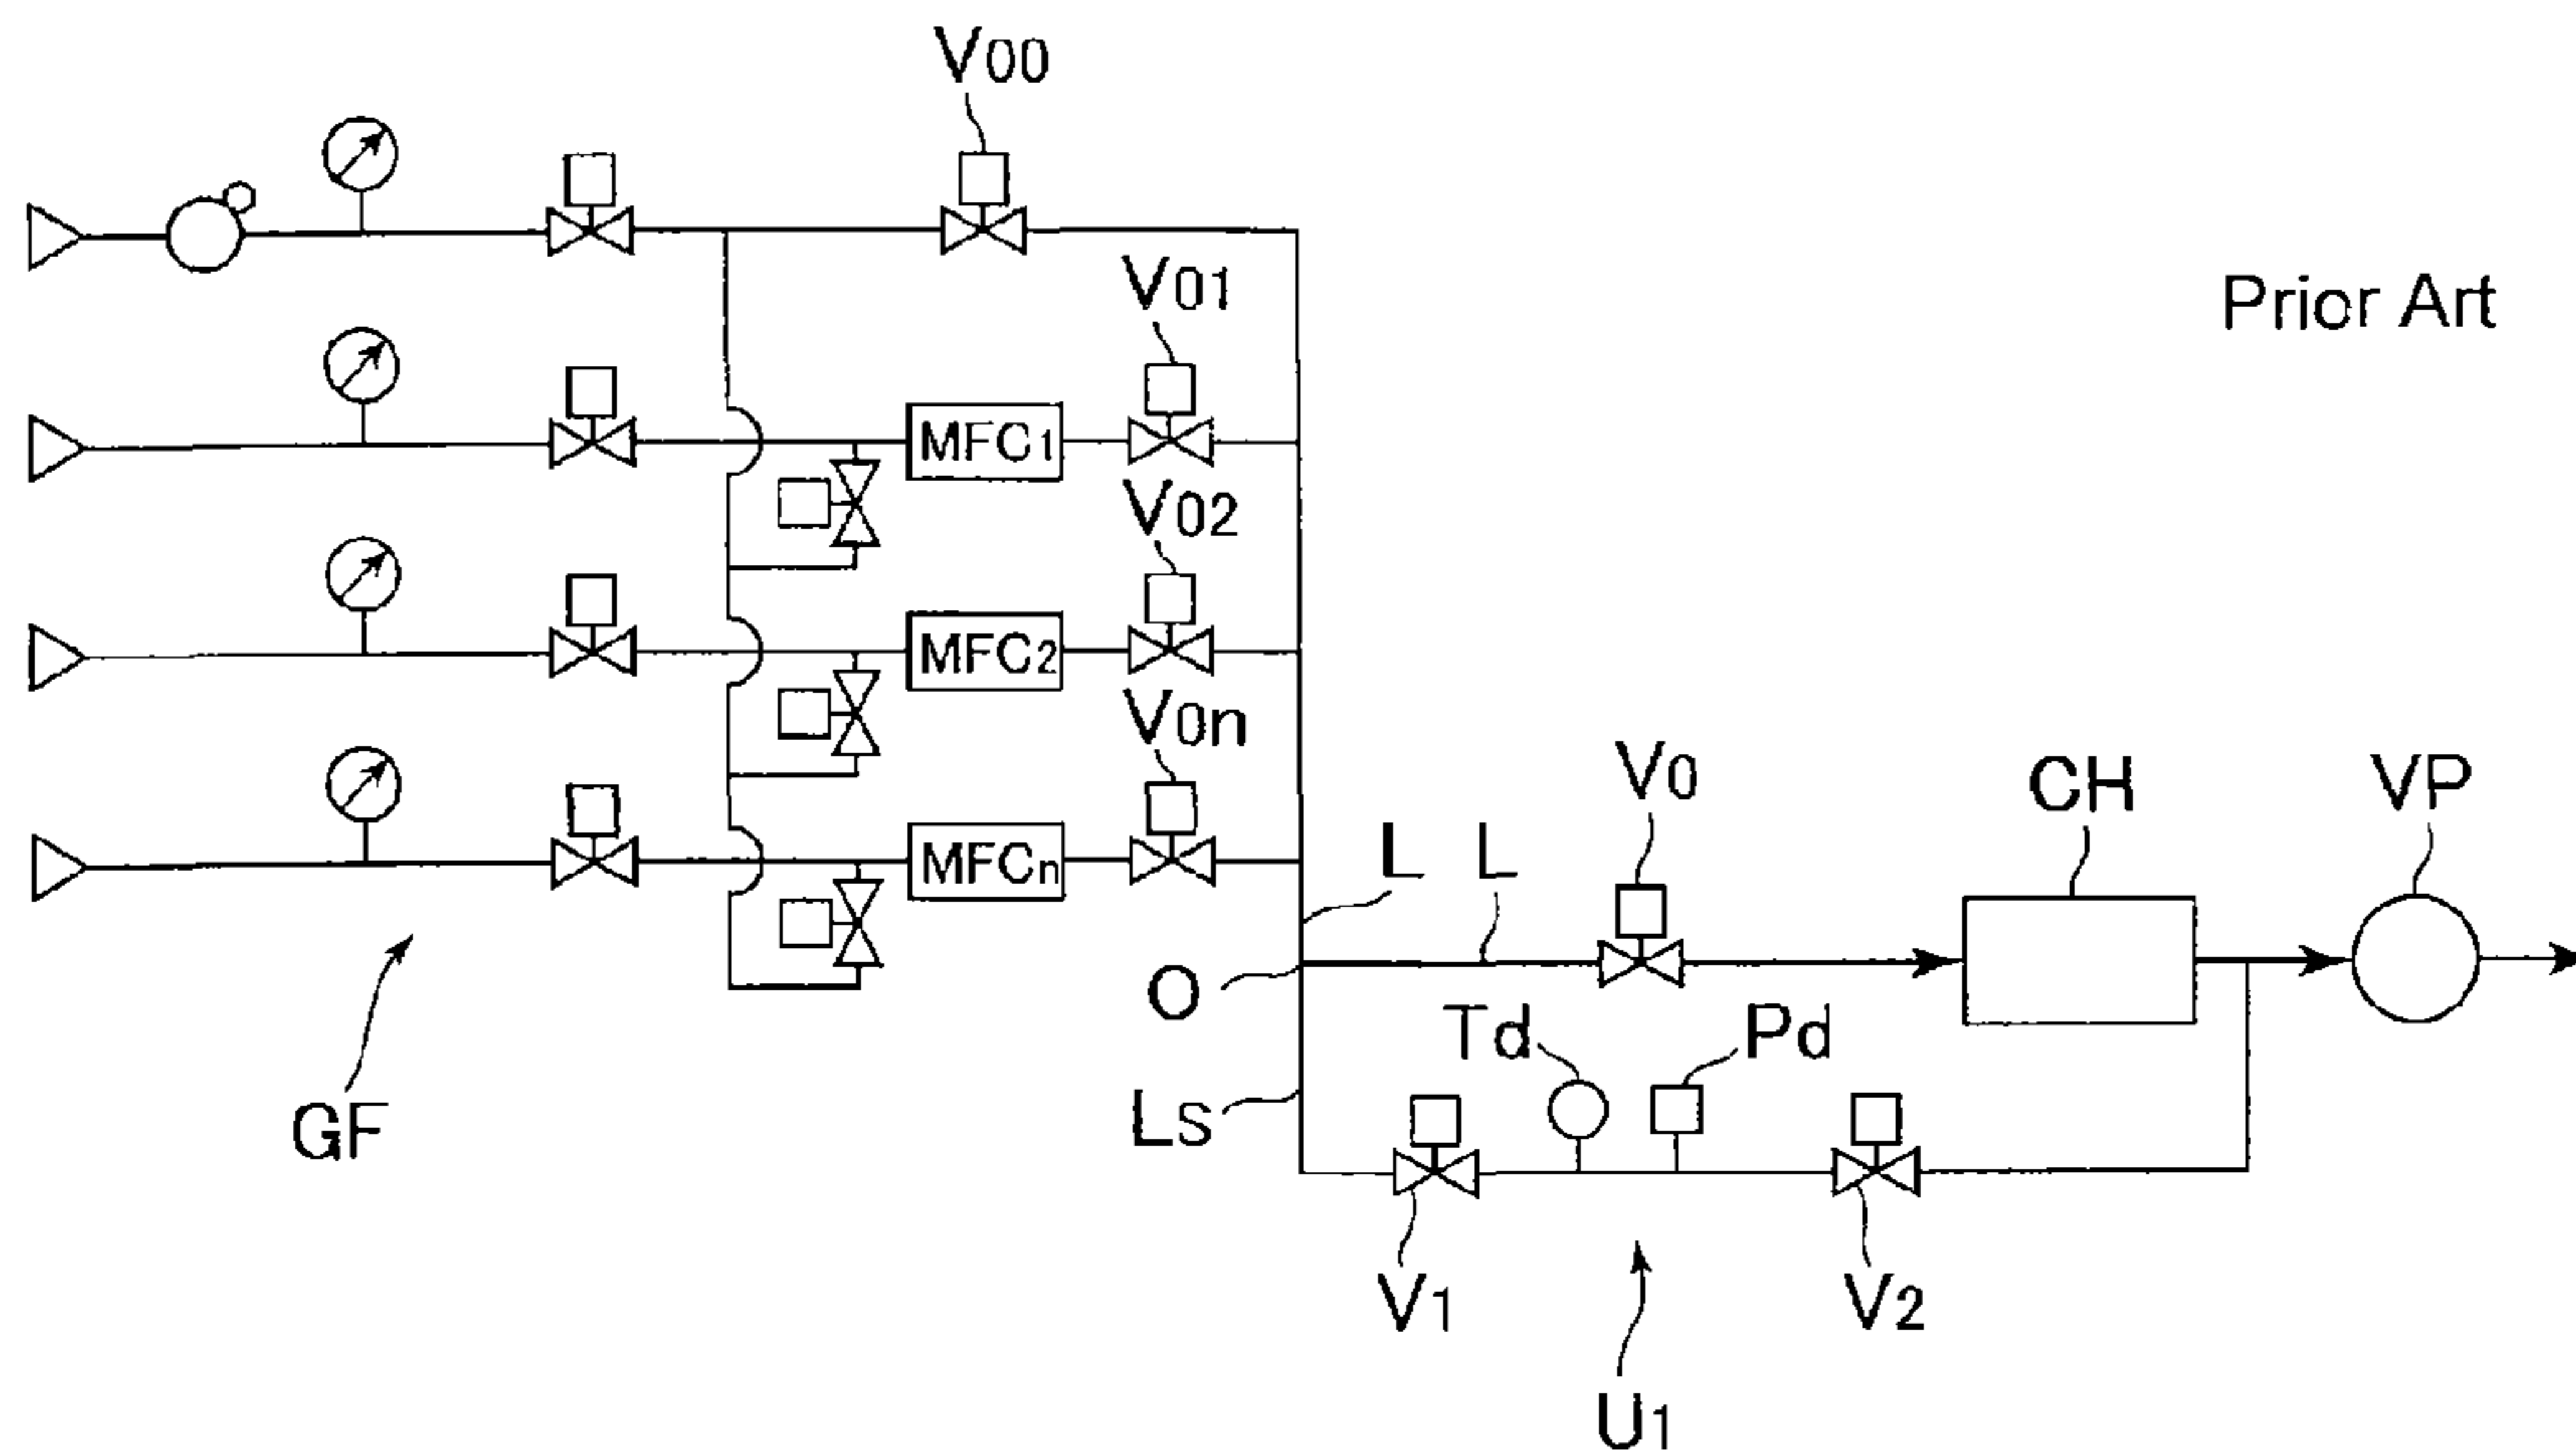 V00
V01
Prior Art
MFC1
V02
MFC2
V0n
V0
CH
VP
MFCn
L
L
O
Td
Pd
GF
LS
V1
V2
U1